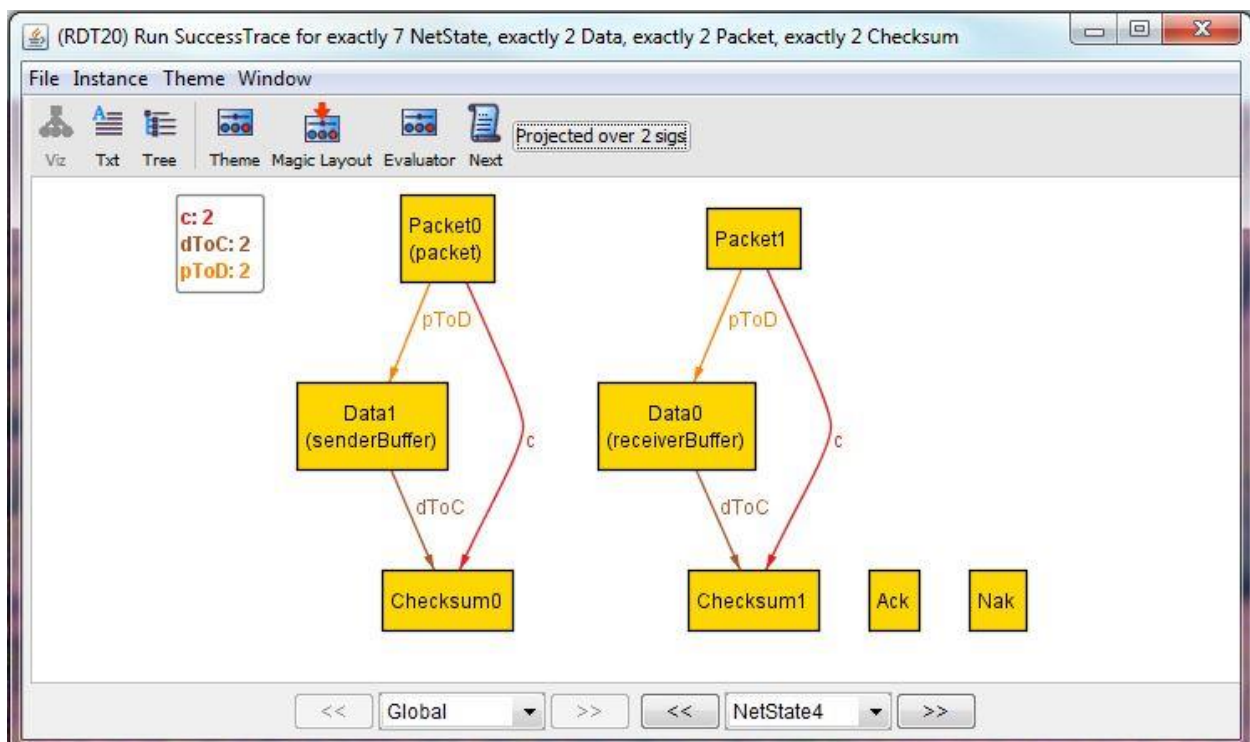 (RDT20) Run SuccessTrace for exactly 7 NetState, exactly 2 Data, exactly 2 Packet, exactly 2 Checksum
File Instance Theme Window
Viz Txt Tree Theme Magic Layout Evaluator Next Projected over 2 sigs
c: 2
dToC: 2
pToD: 2
Packet0
(packet)
Packet1
pToD
pToD
Data1
(senderBuffer)
c
Data0
(receiverBuffer)
c
dToC
dToC
Checksum0
Checksum1
Ack
Nak
<< Global >> << NetState4 >>